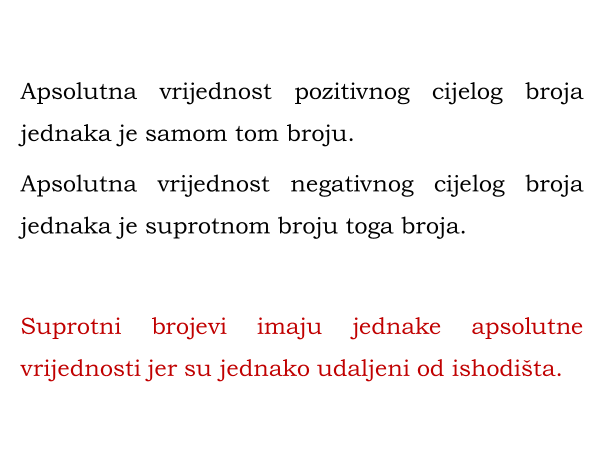 Apsolutna vrijednost pozitivnog cijelog broja
jednaka je samom tom broju.
Apsolutna vrijednost negativnog cijelog broja
jednaka je suprotnom broju toga broja.
Suprotni brojevi imaju jednake apsolutne
vrijednosti jer su jednako udaljeni od ishodišta.